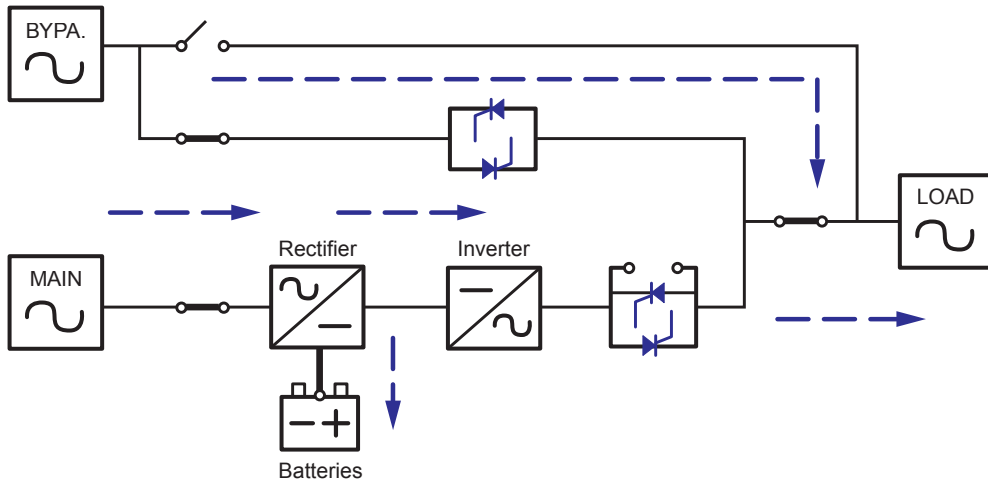 BYPA.
LOAD
Rectifier
Inverter
MAIN
Batteries